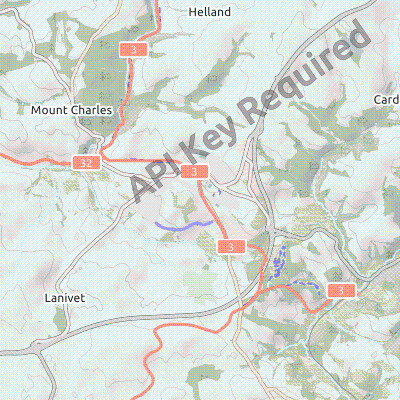 Helland
3
API Key Required
Card
Mount Charles
32
3
3
3
Lanivet